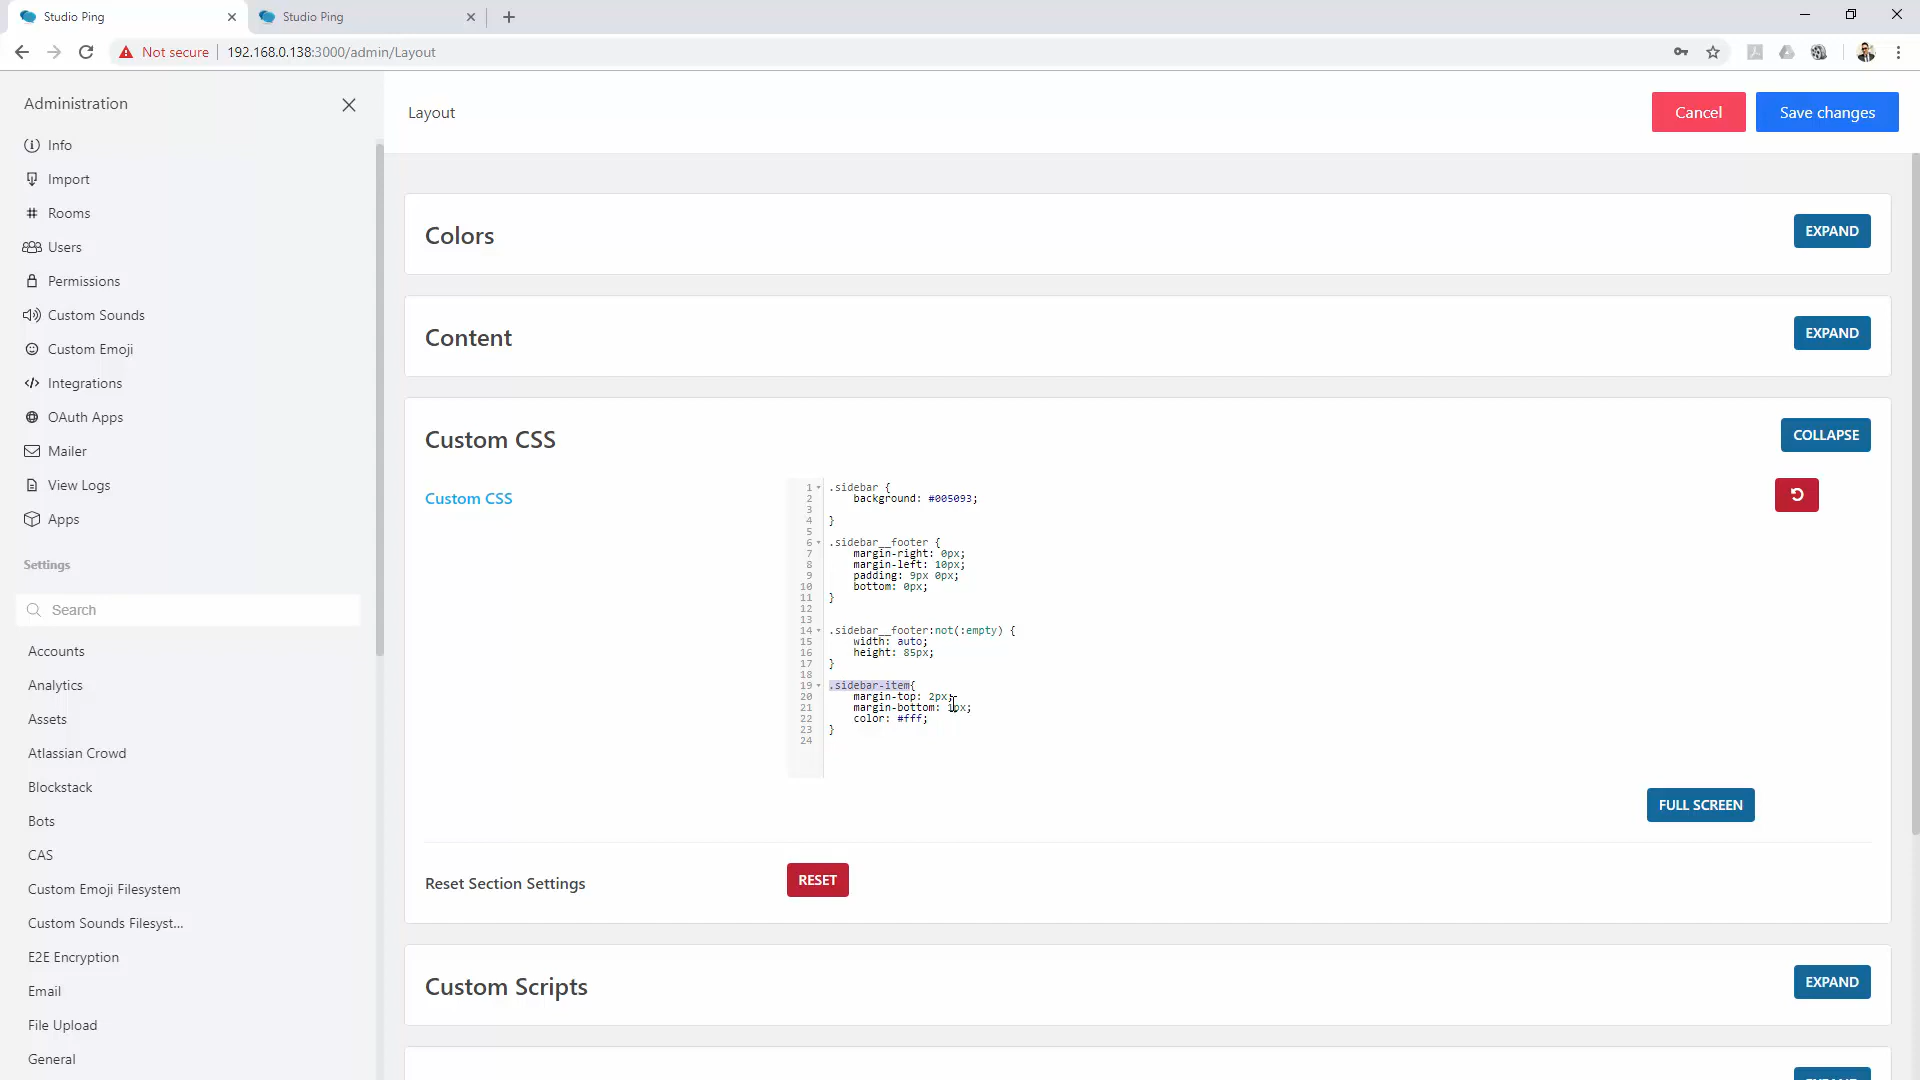 Studio Ping
Studio Ping
Not secure
192.168.0.138:3000/admin/Layout
Administration
Info
Import
Rooms
Users
Permissions
Custom Sounds
Custom Emoji
Integrations
OAuth Apps
Mailer
View Logs
Apps
Settings
Search
Accounts
Analytics
Assets
Atlassian Crowd
Blockstack
Bots
CAS
Custom Emoji Filesystem
Custom Sounds Filesyst...
E2E Encryption
Email
File Upload
General
Layout
Cancel
Save changes
Colors
EXPAND
Content
EXPAND
Custom CSS
COLLAPSE
Custom CSS
1 .sidebar {
2 background: #005093;
3
4 }
5
6 .sidebar__footer {
7 margin-right: 0px;
8 margin-left: 10px;
9 padding: 9px 0px;
10 bottom: 0px;
11 }
12
13
14 .sidebar__footer:not(:empty) {
15 width: auto;
16 height: 85px;
17 }
18
19 .sidebar-item{
20 margin-top: 2px;
21 margin-bottom: 1px;
22 color: #fff;
23 }
24
FULL SCREEN
Reset Section Settings
RESET
Custom Scripts
EXPAND